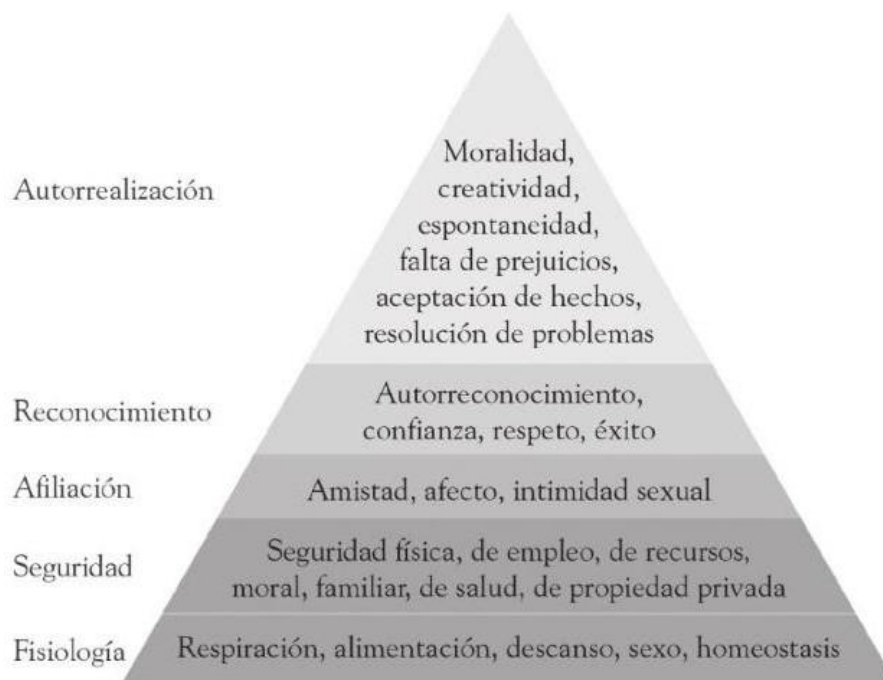 Autorrealización
Moralidad,
creatividad,
espontaneidad,
falta de prejuicios,
aceptación de hechos,
resolución de problemas
Reconocimiento
Autorreconocimiento,
confianza, respeto, éxito
Afiliación
Amistad, afecto, intimidad sexual
Seguridad
Seguridad física, de empleo, de recursos,
moral, familiar, de salud, de propiedad privada
Fisiología
Respiración, alimentación, descanso, sexo, homeostasis